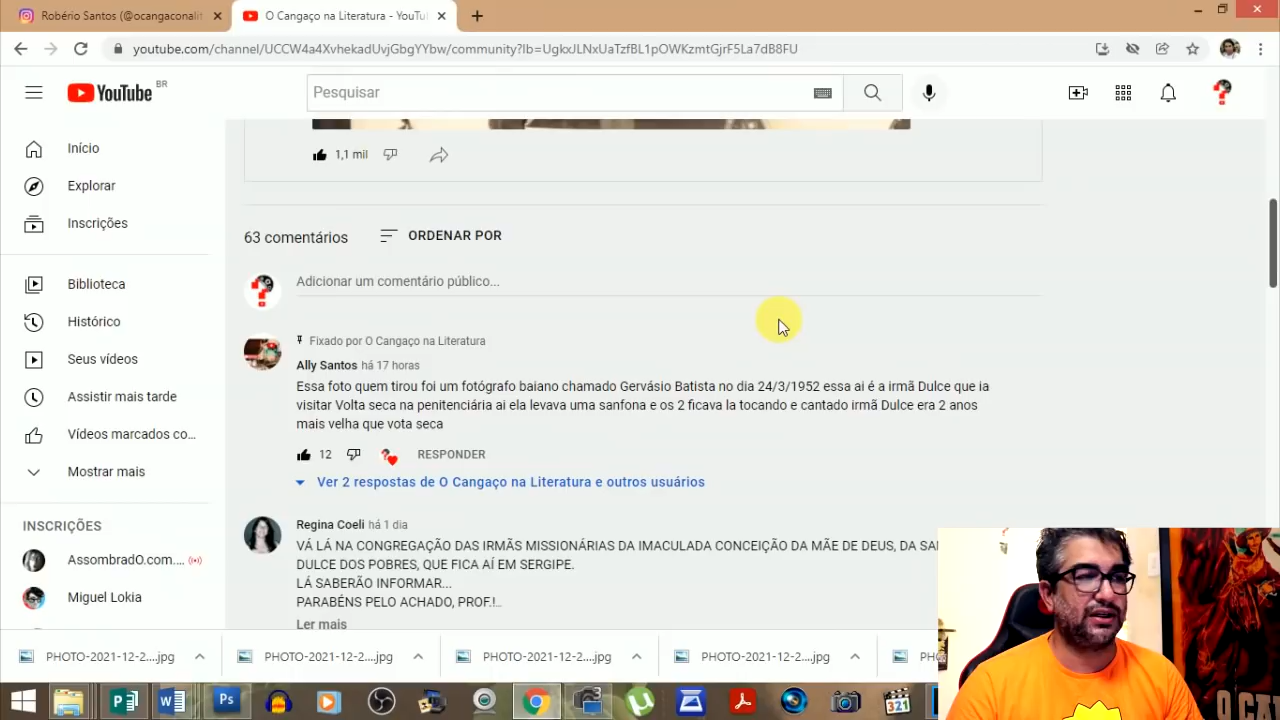 Robério Santos (@ocangaconalit
O Cangaço na Literatura - YouTu
youtube.com/channel/UCCW4a4XvhekadUvjGbgYYbw/community?lb=UgkxJLNxUaTzfBL1pOWKzmtGjrF5La7dB8FU
YouTube BR
Pesquisar
Início
Explorar
Inscrições
Biblioteca
Histórico
Seus vídeos
Assistir mais tarde
Vídeos marcados co...
Mostrar mais
INSCRIÇÕES
AssombradO.com....
Miguel Lokia
1,1 mil
63 comentários
ORDENAR POR
Adicionar um comentário público...
Fixado por O Cangaço na Literatura
Ally Santos há 17 horas
Essa foto quem tirou foi um fotógrafo baiano chamado Gervásio Batista no dia 24/3/1952 essa ai é a irmã Dulce que ia
visitar Volta seca na penitenciária ai ela levava uma sanfona e os 2 ficava la tocando e cantado irmã Dulce era 2 anos
mais velha que vota seca
12 RESPONDER
Ver 2 respostas de O Cangaço na Literatura e outros usuários
Regina Coeli há 1 dia
VÁ LÁ NA CONGREGAÇÃO DAS IRMÃS MISSIONÁRIAS DA IMACULADA CONCEIÇÃO DA MÃE DE DEUS, DA SAN
DULCE DOS POBRES, QUE FICA AÍ EM SERGIPE.
LÁ SABERÃO INFORMAR...
PARABÉNS PELO ACHADO, PROF.!..
Ler mais
PHOTO-2021-12-2....jpg
PHOTO-2021-12-2....jpg
PHOTO-2021-12-2....jpg
PHOTO-2021-12-2....jpg
PHO
321
O CA